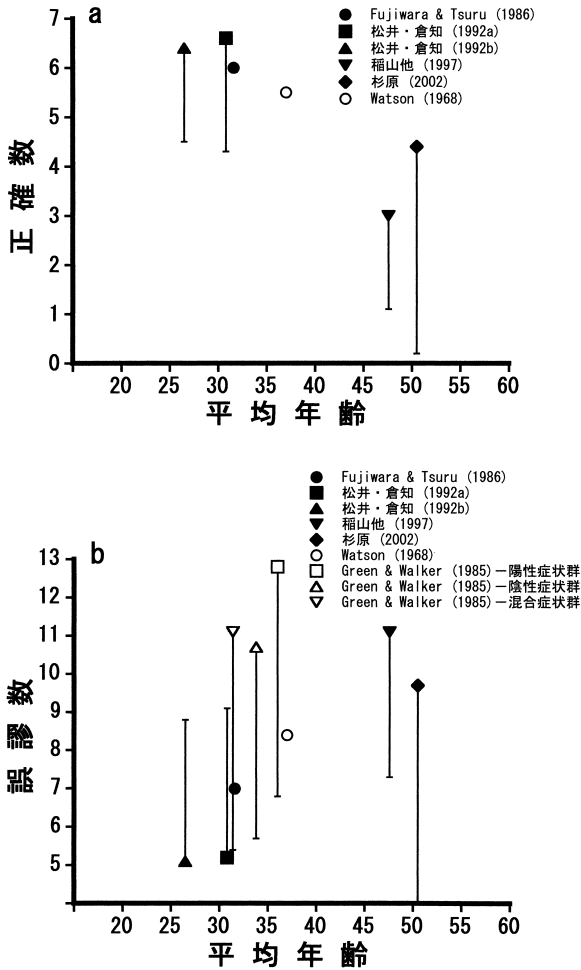 a
Fujiwara & Tsuru (1986)
松井・倉知 (1992a)
松井・倉知 (1992b)
稲山他 (1997)
杉原 (2002)
Watson (1968)
正確数
7
6
5
4
3
2
1
0
20 25 30 35 40 45 50 55 60
平均年齢
b
Fujiwara & Tsuru (1986)
松井・倉知 (1992a)
松井・倉知 (1992b)
稲山他 (1997)
杉原 (2002)
Watson (1968)
Green & Walker (1985)ー陽性症状群
Green & Walker (1985)ー陰性症状群
Green & Walker (1985)ー混合症状群
誤謬数
13
12
11
10
9
8
7
6
5
20 25 30 35 40 45 50 55 60
平均年齢